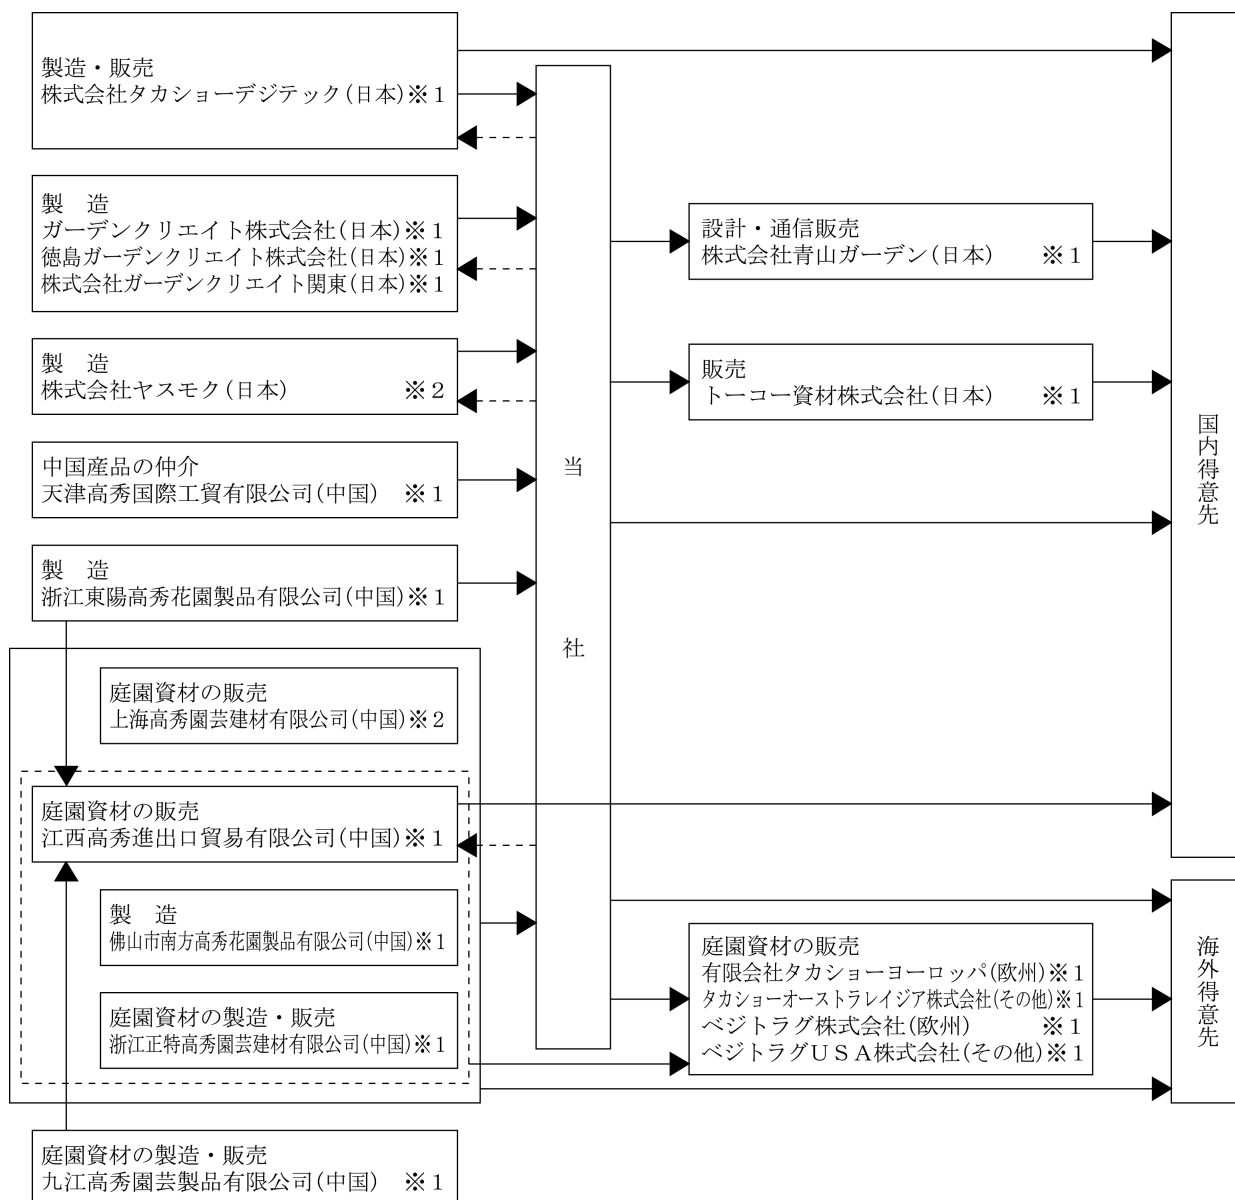 製造・販売
株式会社タカショーデジテック(日本)※1
製　造
ガーデンクリエイト株式会社(日本)※1
徳島ガーデンクリエイト株式会社(日本)※1
株式会社ガーデンクリエイト関東(日本)※1
製　造
株式会社ヤスモク(日本)　※2
中国産品の仲介
天津高秀国際工貿有限公司(中国)　※1
製　造
浙江東陽高秀花園製品有限公司(中国)※1
庭園資材の販売
上海高秀園芸建材有限公司(中国)※2
庭園資材の販売
江西高秀進出口貿易有限公司(中国)※1
製　造
佛山市南方高秀花園製品有限公司(中国)※1
庭園資材の製造・販売
浙江正特高秀園芸建材有限公司(中国)※1
庭園資材の製造・販売
九江高秀園芸製品有限公司(中国)　※1
当社
設計・通信販売
株式会社青山ガーデン(日本)　※1
販売
トーコー資材株式会社(日本)　※1
庭園資材の販売
有限会社タカショーヨーロッパ(欧州)※1
タカショーオーストラレイジア株式会社(その他)※1
ベジトラグ株式会社(欧州)　※1
ベジトラグＵＳＡ株式会社(その他)※1
国内得意先
海外得意先